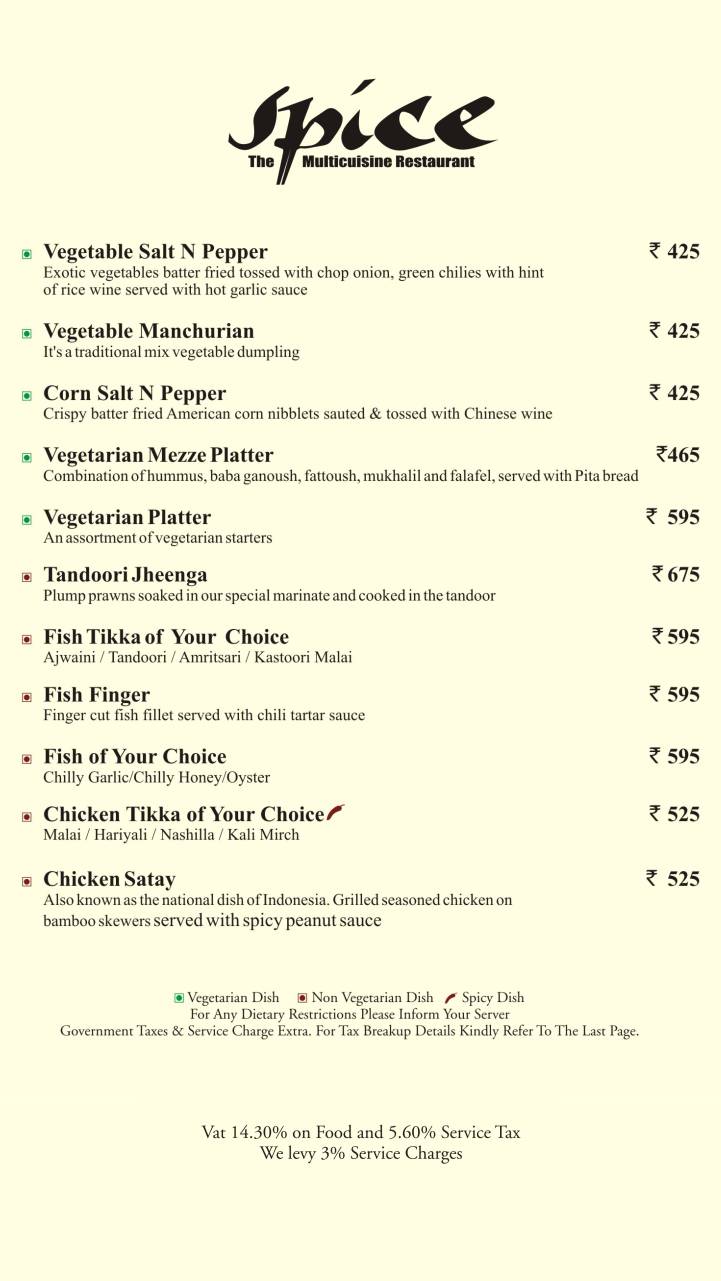 spice
The Multicuisine Restaurant
Vegetable Salt N Pepper ₹ 425
Exotic vegetables batter fried tossed with chop onion, green chilies with hint
of rice wine served with hot garlic sauce
Vegetable Manchurian ₹ 425
It's a traditional mix vegetable dumpling
Corn Salt N Pepper ₹ 425
Crispy batter fried American corn nibblets sauted & tossed with Chinese wine
Vegetarian Mezze Platter ₹465
Combination of hummus, baba ganoush, fattoush, mukhalil and falafel, served with Pita bread
Vegetarian Platter ₹ 595
An assortment of vegetarian starters
Tandoori Jheenga ₹ 675
Plump prawns soaked in our special marinate and cooked in the tandoor
Fish Tikka of Your Choice ₹ 595
Ajwaini / Tandoori / Amritsari / Kastoori Malai
Fish Finger ₹ 595
Finger cut fish fillet served with chili tartar sauce
Fish of Your Choice ₹ 595
Chilly Garlic/Chilly Honey/Oyster
Chicken Tikka of Your Choice ₹ 525
Malai / Hariyali / Nashilla / Kali Mirch
Chicken Satay ₹ 525
Also known as the national dish of Indonesia. Grilled seasoned chicken on
bamboo skewers served with spicy peanut sauce
Vegetarian Dish Non Vegetarian Dish Spicy Dish
For Any Dietary Restrictions Please Inform Your Server
Government Taxes & Service Charge Extra. For Tax Breakup Details Kindly Refer To The Last Page.
Vat 14.30% on Food and 5.60% Service Tax
We levy 3% Service Charges